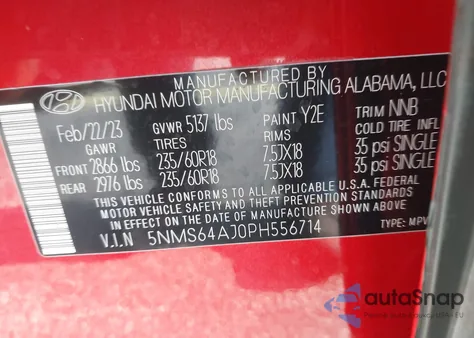 MANUFACTURED BY
HYUNDAI MOTOR MANUFACTURING ALABAMA, LLC
Feb/22/23 GVWR 5137 lbs PAINT Y2E TRIM NNB
GAWR TIRES RIMS COLD TIRE INFL
FRONT 2866 lbs 235/60R18 7.5JX18 35 psi SINGLE
REAR 2976 lbs 235/60R18 7.5JX18 35 psi SINGLE
THIS VEHICLE CONFORMS TO ALL APPLICABLE U.S.A. FEDERAL
MOTOR VEHICLE SAFETY AND THEFT PREVENTION STANDARDS
IN EFFECT ON THE DATE OF MANUFACTURE SHOWN ABOVE.
V.I.N 5NMS64AJ0PH556714 TYPE: MPV
autoSnap